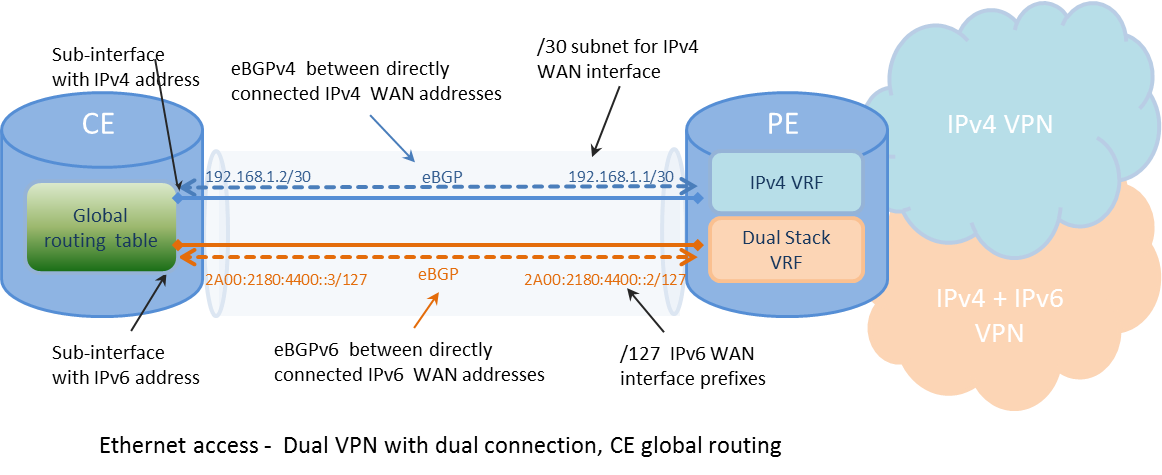 Sub-interface
with IPv4 address
eBGPv4 between directly
connected IPv4 WAN addresses
/30 subnet for IPv4
WAN interface
CE
PE
IPv4 VPN
192.168.1.2/30
eBGP
192.168.1.1/30
IPv4 VRF
Global
routing table
Dual Stack
VRF
2A00:2180:4400::3/127
eBGP
2A00:2180:4400::2/127
IPv4 + IPv6
VPN
Sub-interface
with IPv6 address
eBGPv6 between directly
connected IPv6 WAN addresses
/127 IPv6 WAN
interface prefixes
Ethernet access - Dual VPN with dual connection, CE global routing